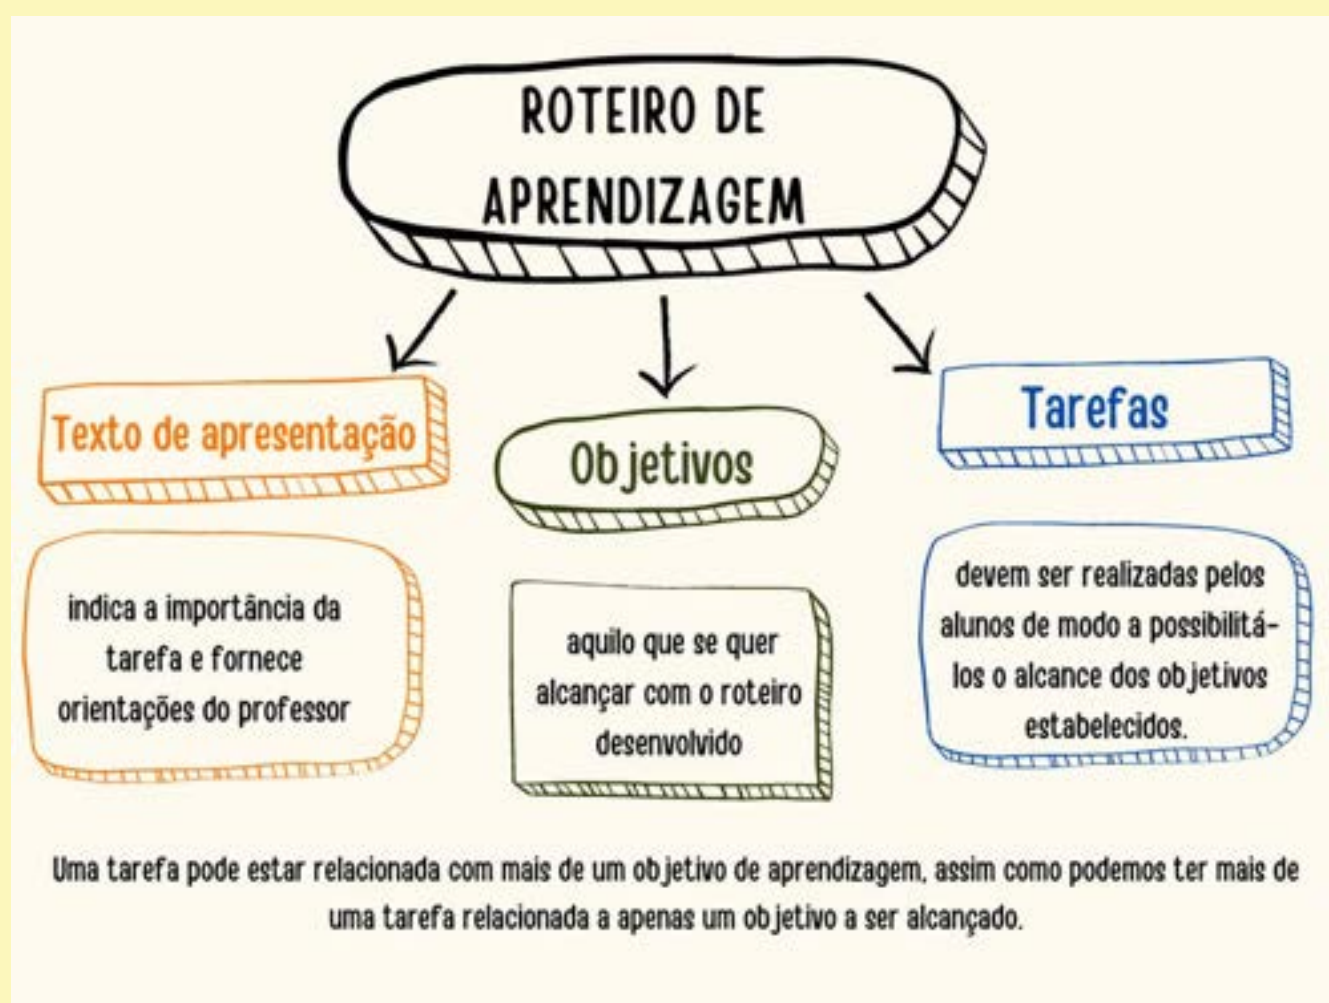 ROTEIRO DE
APRENDIZAGEM
Texto de apresentação
indica a importância da
tarefa e fornece
orientações do professor
Objetivos
aquilo que se quer
alcançar com o roteiro
desenvolvido
Tarefas
devem ser realizadas pelos
alunos de modo a possibilitá-
los o alcance dos objetivos
estabelecidos.
Uma tarefa pode estar relacionada com mais de um objetivo de aprendizagem, assim como podemos ter mais de
uma tarefa relacionada a apenas um objetivo a ser alcançado.